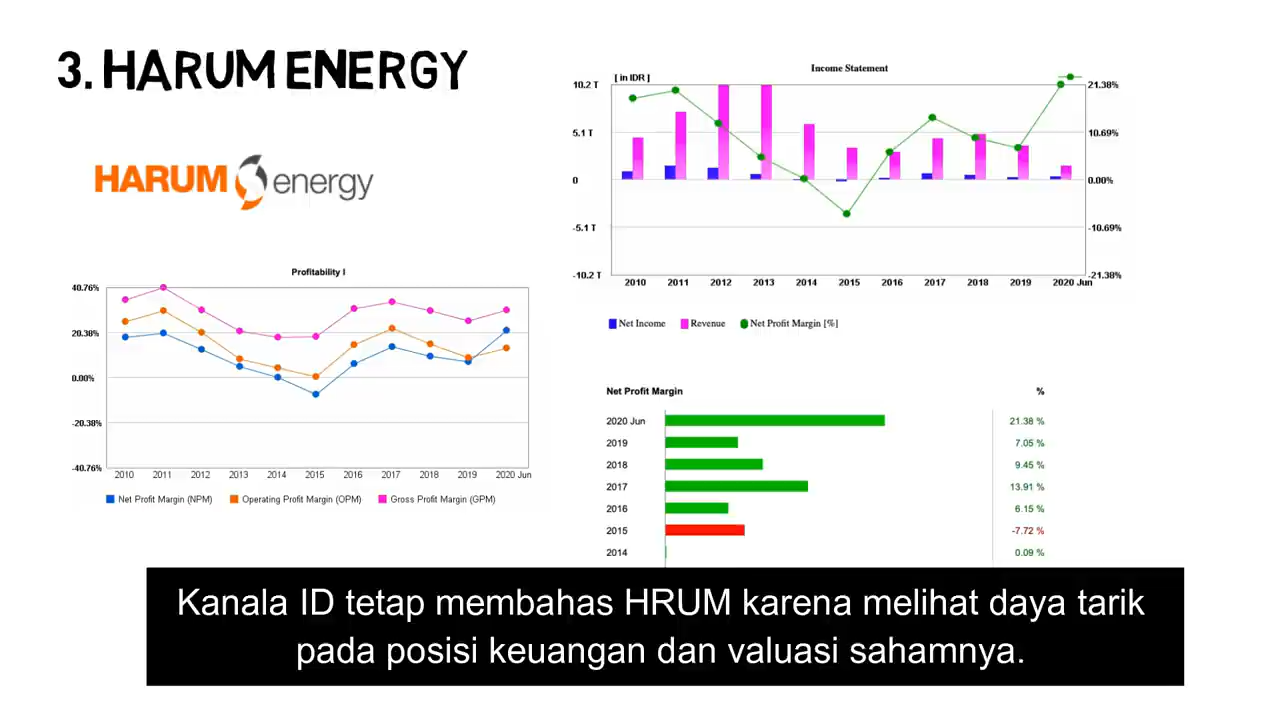 3. HARUM ENERGY
HARUM energy
Income Statement
[ in IDR ]
10.2 T
5.1 T
0
-5.1 T
-10.2 T
21.38%
10.69%
0.00%
-10.69%
-21.38%
2010 2011 2012 2013 2014 2015 2016 2017 2018 2019 2020 Jun
Net Income Revenue Net Profit Margin [%]
Profitability I
40.76%
20.38%
0.00%
-20.38%
-40.76%
2010 2011 2012 2013 2014 2015 2016 2017 2018 2019 2020 Jun
Net Profit Margin (NPM) Operating Profit Margin (OPM) Gross Profit Margin (GPM)
Net Profit Margin %
2020 Jun 21.38 %
2019 7.05 %
2018 9.45 %
2017 13.91 %
2016 6.15 %
2015 -7.72 %
2014 0.09 %
Kanala ID tetap membahas HRUM karena melihat daya tarik
pada posisi keuangan dan valuasi sahamnya.